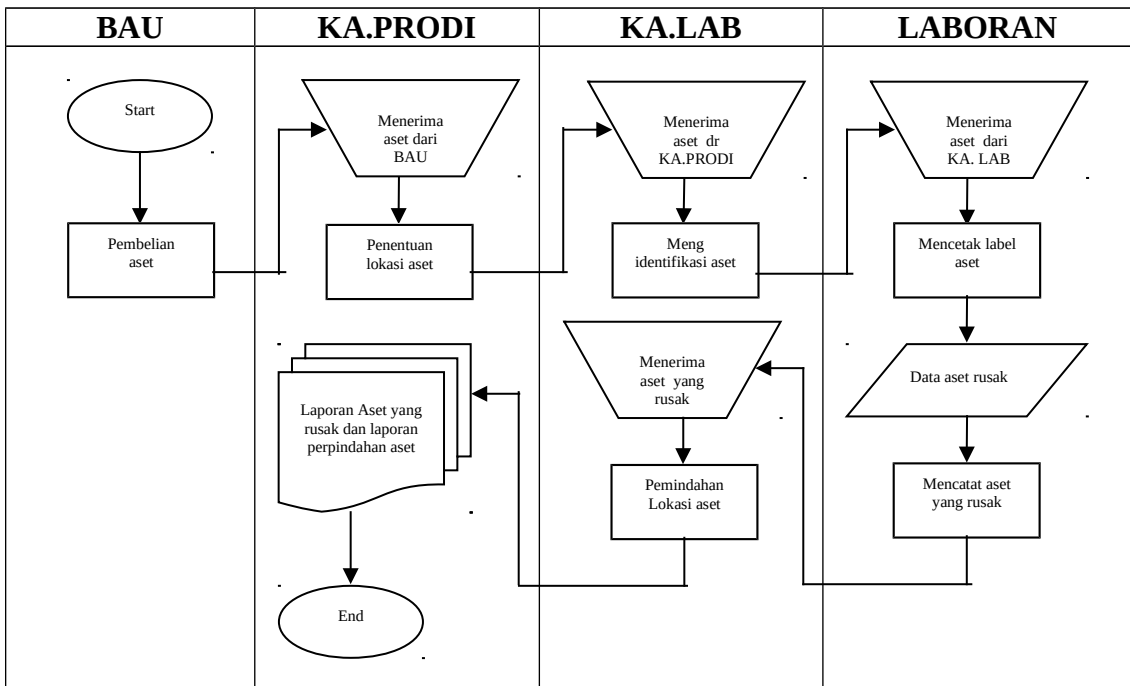 BAU
KA.PRODI
KA.LAB
LABORAN
Start
Pembelian
aset
Menerima
aset dari
BAU
Penentuan
lokasi aset
Menerima
aset dr
KA.PRODI
Meng
identifikasi aset
Menerima
aset dari
KA. LAB
Mencetak label
aset
Data aset rusak
Mencatat aset
yang rusak
Menerima
aset yang
rusak
Pemindahan
Lokasi aset
Laporan Aset yang
rusak dan laporan
perpindahan aset
End